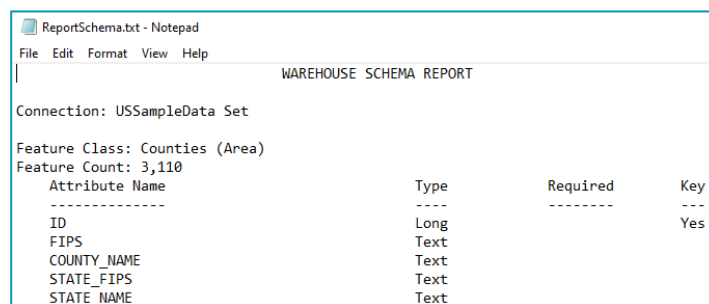 ReportSchema.txt - Notepad
File Edit Format View Help
WAREHOUSE SCHEMA REPORT
Connection: USSampleData Set
Feature Class: Counties (Area)
Feature Count: 3,110
Attribute Name Type Required Key
-------------- ---- -------- ---
ID Long Yes
FIPS Text
COUNTY_NAME Text
STATE_FIPS Text
STATE_NAME Text